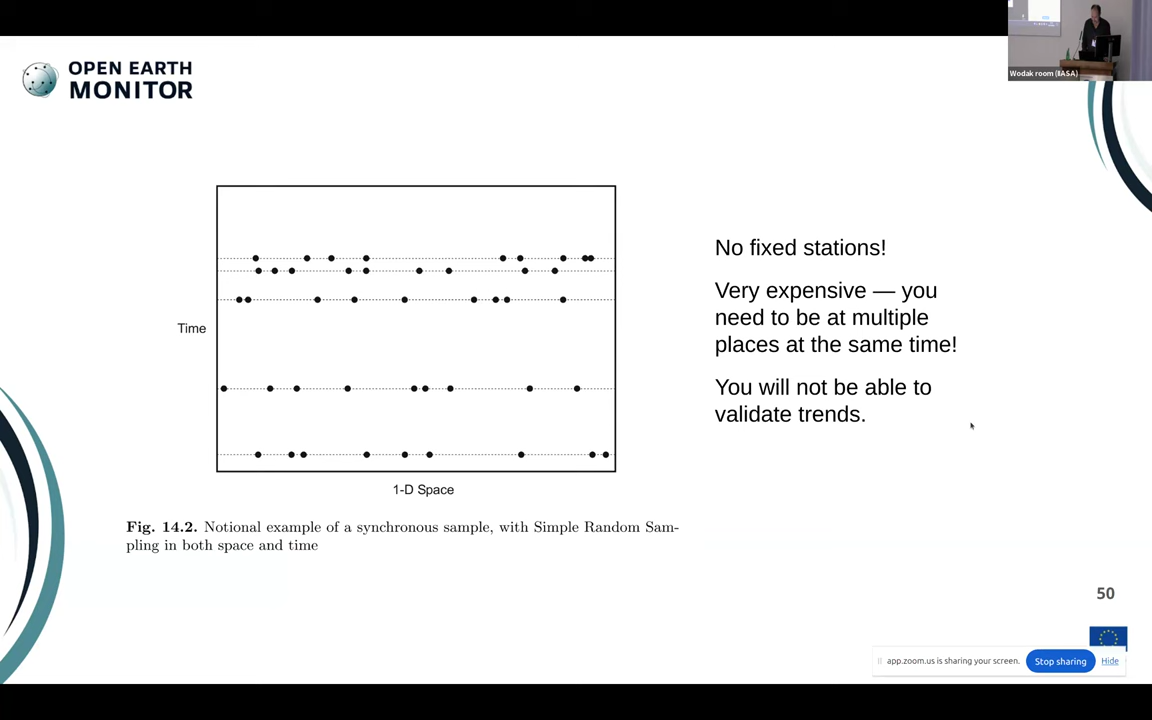 Wodak room (IIASA)
OPEN EARTH
MONITOR
Time
1-D Space
Fig. 14.2. Notional example of a synchronous sample, with Simple Random Sam-
pling in both space and time
No fixed stations!
Very expensive — you
need to be at multiple
places at the same time!
You will not be able to
validate trends.
50
app.zoom.us is sharing your screen.
Stop sharing
Hide